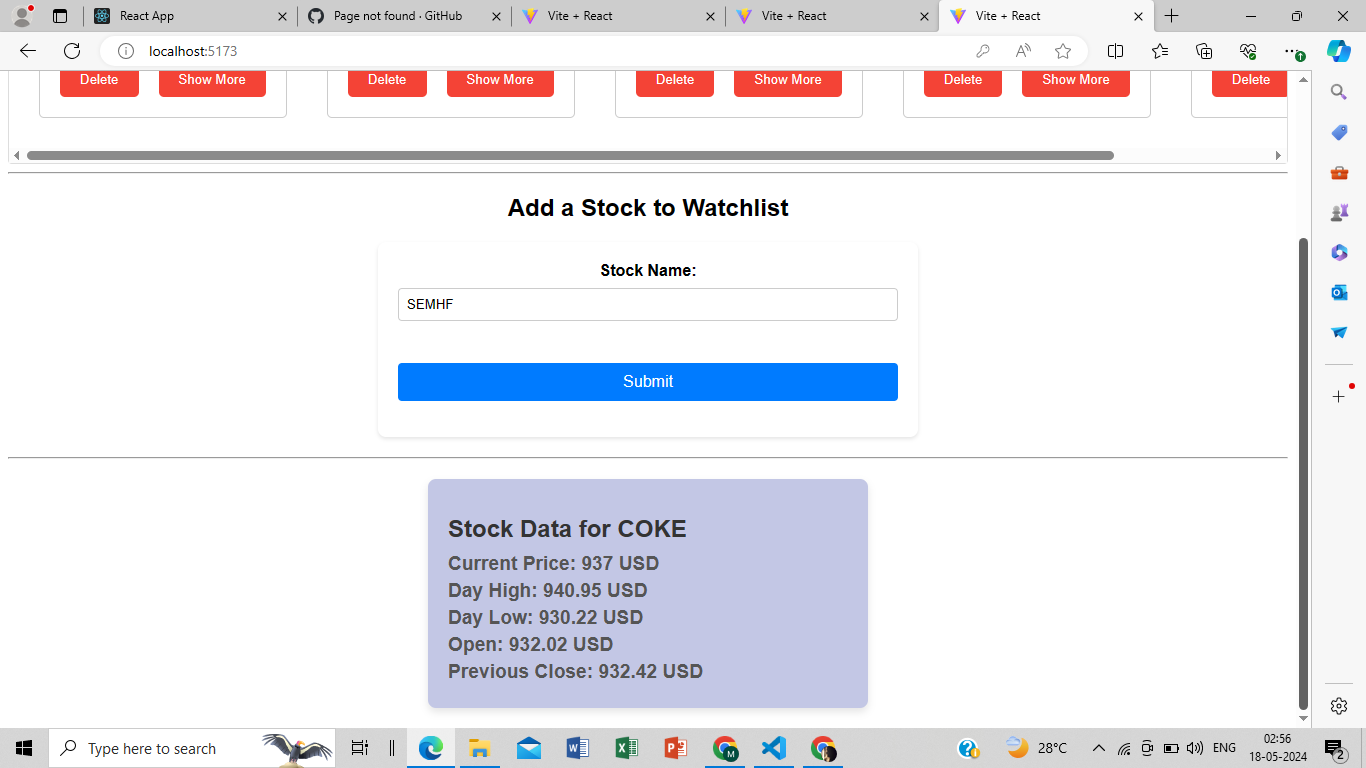 React App
Page not found · GitHub
Vite + React
Vite + React
Vite + React
localhost:5173
Delete Show More Delete Show More Delete Show More Delete Show More Delete
Add a Stock to Watchlist
Stock Name:
SEMHF
Submit
Stock Data for COKE
Current Price: 937 USD
Day High: 940.95 USD
Day Low: 930.22 USD
Open: 932.02 USD
Previous Close: 932.42 USD
Type here to search
28°C
ENG
02:56
18-05-2024
2